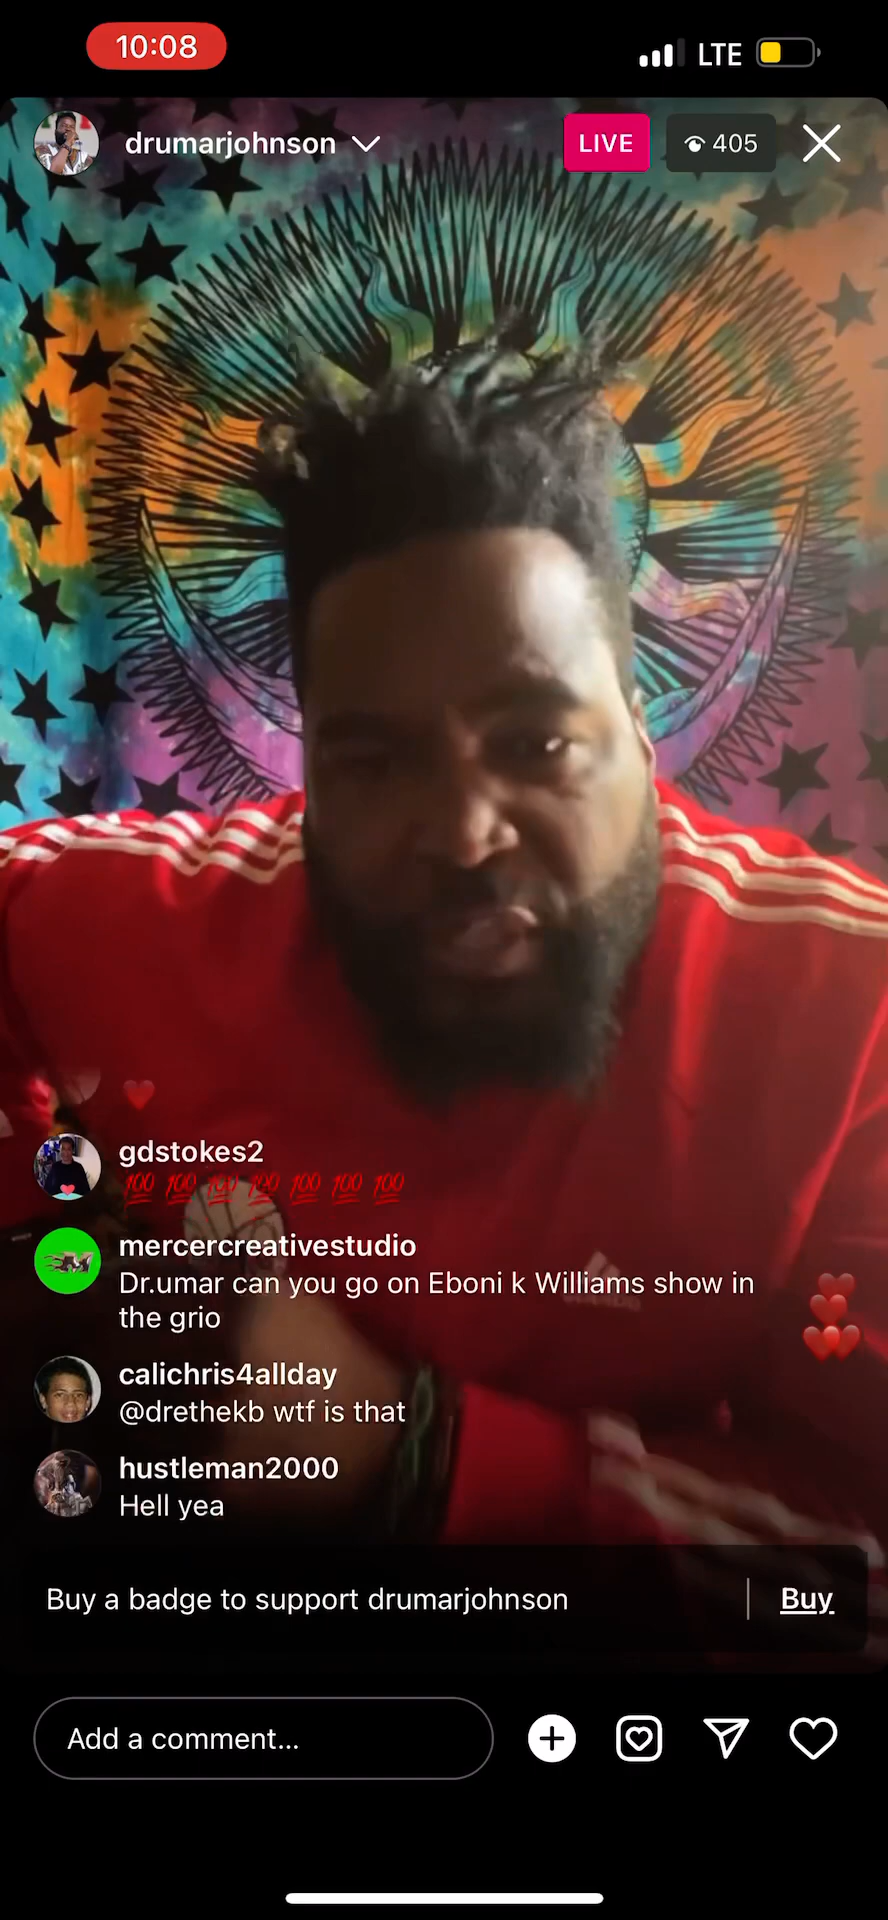 10:08
LTE
drumarjohnson
LIVE
405
gdstokes2
💯 💯 💯 💯 💯 💯 💯
mercercreativestudio
Dr.umar can you go on Eboni k Williams show in
the grio
calichris4allday
@drethekb wtf is that
hustleman2000
Hell yea
Buy a badge to support drumarjohnson
Buy
Add a comment...